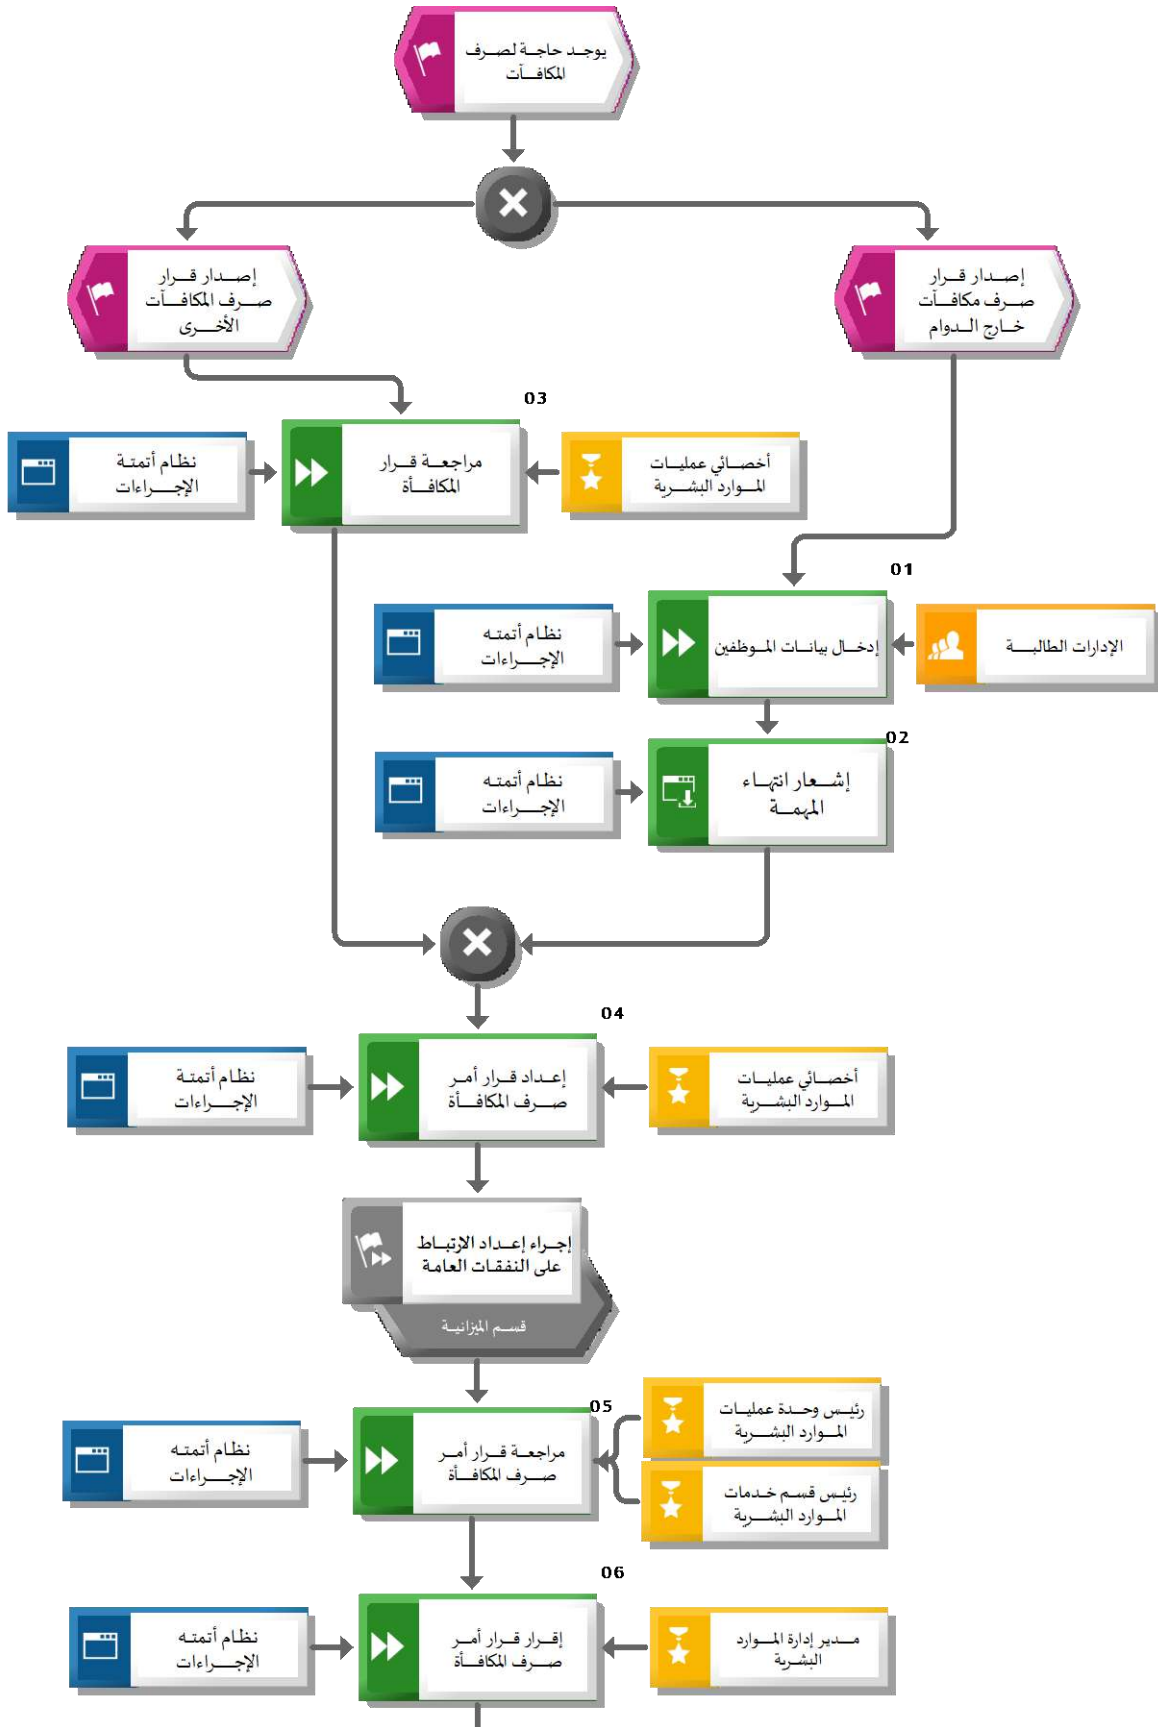 يوجد حاجة لصرف
المكافآت
إصدار قرار
صرف مكافآت
خارج الدوام
إصدار قرار
صرف المكافآت
الأخرى
03
أخصائي عمليات
الموارد البشرية
مراجعة قرار
المكافأة
نظام أتمتة
الإجراءات
01
الإدارات الطالبة
إدخال بيانات الموظفين
نظام أتمته
الإجراءات
02
إشعار انتهاء
المهمة
نظام أتمته
الإجراءات
04
أخصائي عمليات
الموارد البشرية
إعداد قرار أمر
صرف المكافأة
نظام أتمتة
الإجراءات
إجراء إعداد الارتباط
على النفقات العامة
قسم الميزانية
05
رئيس وحدة عمليات
الموارد البشرية
رئيس قسم خدمات
الموارد البشرية
مراجعة قرار أمر
صرف المكافأة
نظام أتمته
الإجراءات
06
مدير إدارة الموارد
البشرية
إقرار قرار أمر
صرف المكافأة
نظام أتمته
الإجراءات